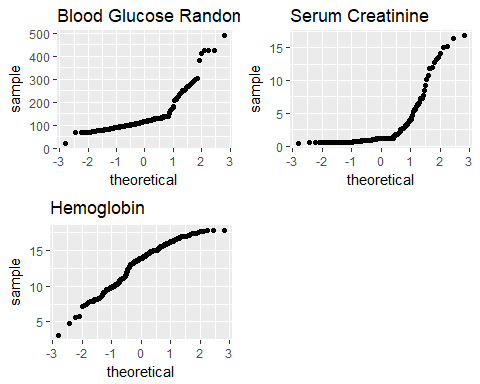 Blood Glucose Randon
sample
500
400
300
200
100
0
-3 -2 -1 0 1 2 3
theoretical
Serum Creatinine
sample
15
10
5
0
-3 -2 -1 0 1 2 3
theoretical
Hemoglobin
sample
15
10
5
-3 -2 -1 0 1 2 3
theoretical